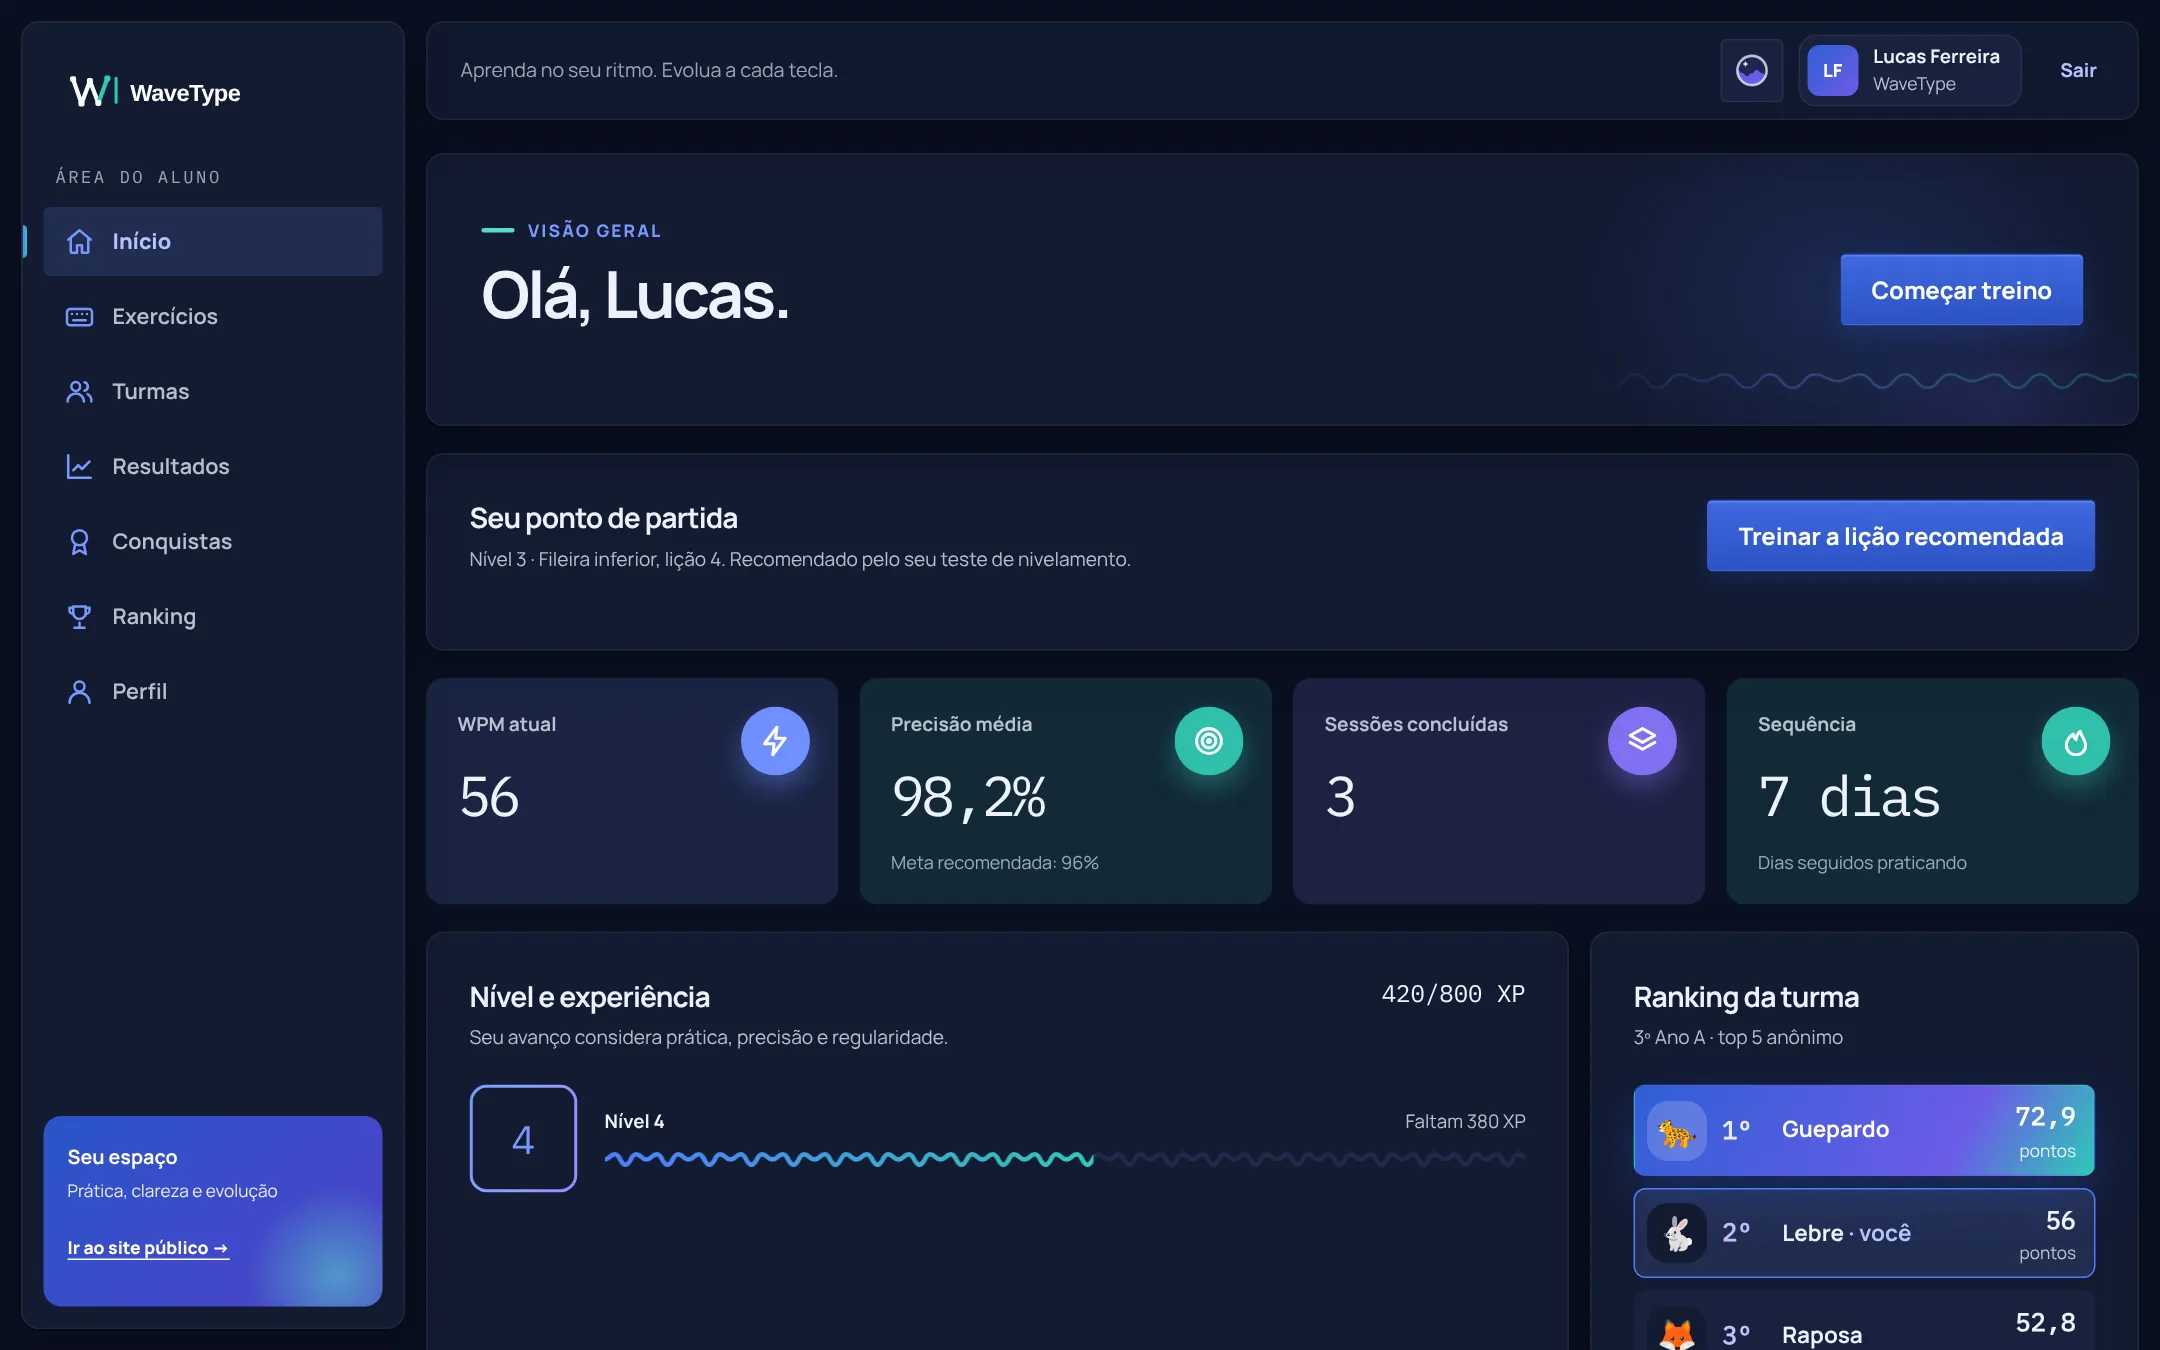 WaveType
ÁREA DO ALUNO
Início
Exercícios
Turmas
Resultados
Conquistas
Ranking
Perfil
Seu espaço
Prática, clareza e evolução
Ir ao site público →
Aprenda no seu ritmo. Evolua a cada tecla.
LF
Lucas Ferreira
WaveType
Sair
VISÃO GERAL
Olá, Lucas.
Começar treino
Seu ponto de partida
Nível 3 · Fileira inferior, lição 4. Recomendado pelo seu teste de nivelamento.
Treinar a lição recomendada
WPM atual
56
Precisão média
98,2%
Meta recomendada: 96%
Sessões concluídas
3
Sequência
7 dias
Dias seguidos praticando
Nível e experiência
420/800 XP
Seu avanço considera prática, precisão e regularidade.
4
Nível 4
Faltam 380 XP
Ranking da turma
3º Ano A · top 5 anônimo
1º Guepardo
72,9
pontos
2º Lebre · você
56
pontos
3º Raposa
52,8